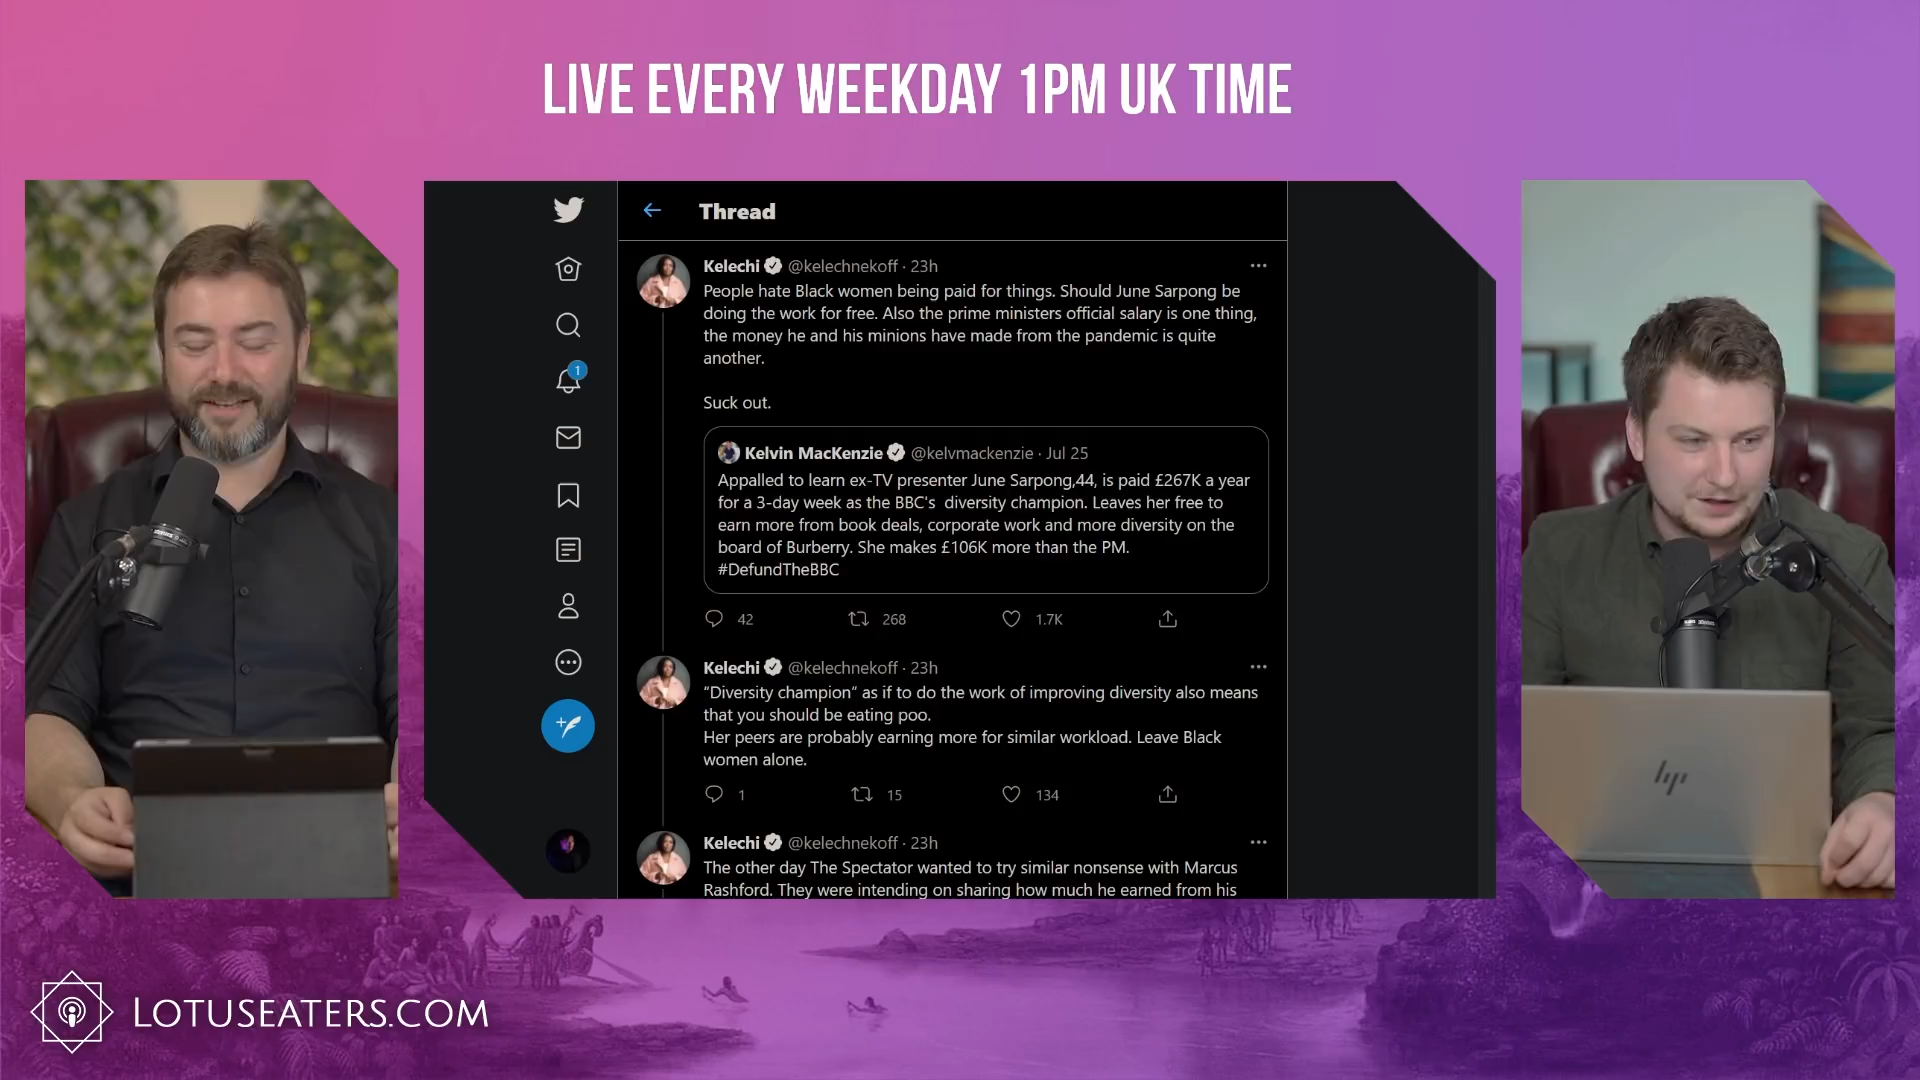 LIVE EVERY WEEKDAY 1PM UK TIME
Thread
Kelechi @kelechnekoff · 23h
People hate Black women being paid for things. Should June Sarpong be
doing the work for free. Also the prime ministers official salary is one thing,
the money he and his minions have made from the pandemic is quite
another.
Suck out.
Kelvin MacKenzie @kelvmackenzie · Jul 25
Appalled to learn ex-TV presenter June Sarpong,44, is paid £267K a year
for a 3-day week as the BBC's diversity champion. Leaves her free to
earn more from book deals, corporate work and more diversity on the
board of Burberry. She makes £106K more than the PM.
#DefundTheBBC
42 268 1.7K
1
Kelechi @kelechnekoff · 23h
"Diversity champion" as if to do the work of improving diversity also means
that you should be eating poo.
Her peers are probably earning more for similar workload. Leave Black
women alone.
1 15 134
Kelechi @kelechnekoff · 23h
The other day The Spectator wanted to try similar nonsense with Marcus
Rashford. They were intending on sharing how much he earned from his
hp
LOTUSEATERS.COM